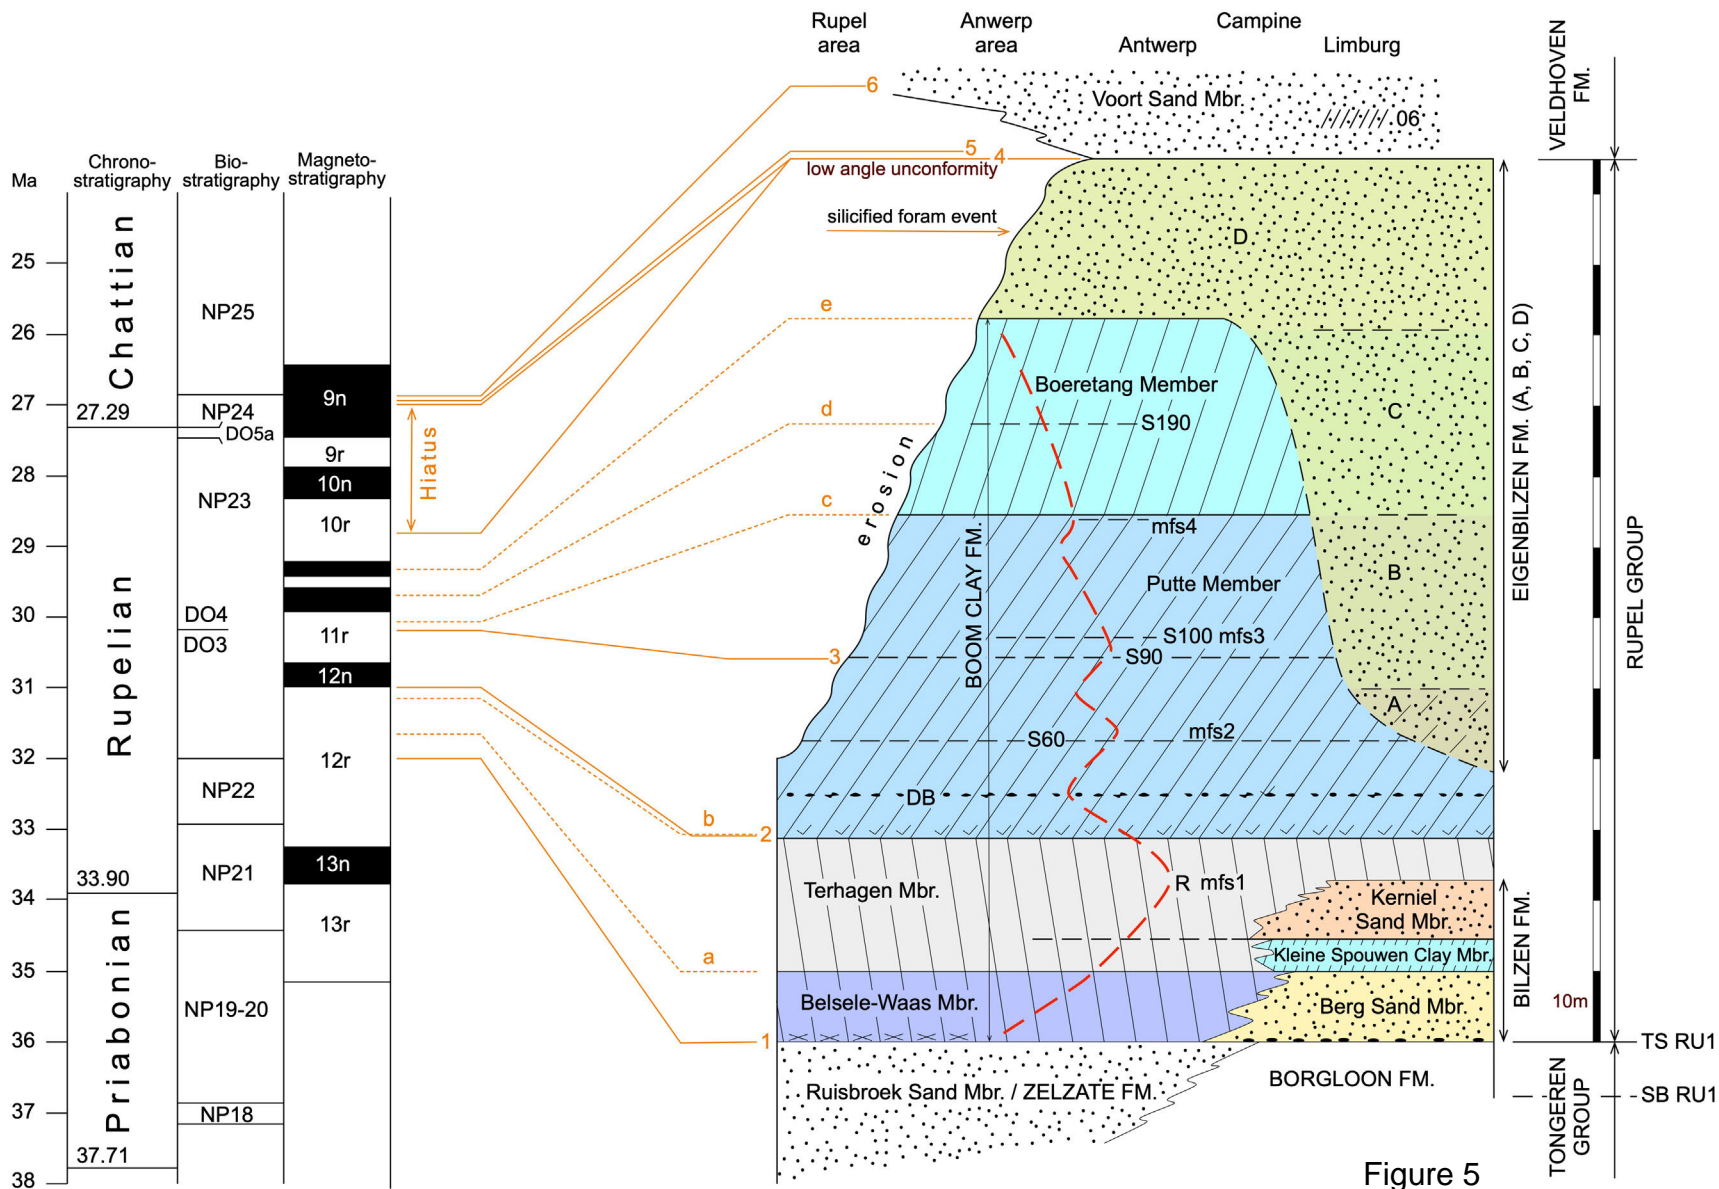 Rupel area
Anwerp area
Campine
Antwerp
Limburg
VELDHOVEN FM.
6
Voort Sand Mbr.
06
5
4
low angle unconformity
Ma
Chrono-stratigraphy
Bio-stratigraphy
Magneto-stratigraphy
silicified foram event
D
25
Chattian
NP25
e
26
Boeretang Member
9n
27
27.29
NP24
DO5a
d
S190
C
9r
Hiatus
28
10n
NP23
erosion
10r
c
mfs4
29
BOOM CLAY FM.
Putte Member
B
EIGENBILZEN FM. (A, B, C, D)
RUPEL GROUP
30
DO4
DO3
11r
S100 mfs3
3
S90
12n
31
Rupelian
A
S60
mfs2
32
12r
NP22
DB
33
b
2
13n
NP21
33.90
R mfs1
Terhagen Mbr.
Kerniel
Sand Mbr.
34
13r
BILZEN FM.
a
Kleine Spouwen Clay Mbr.
35
Priabonian
NP19-20
Belsele-Waas Mbr.
Berg Sand Mbr.
10m
36
1
TS RU1
BORGLOON FM.
Ruisbroek Sand Mbr. / ZELZATE FM.
SB RU1
TONGEREN GROUP
37
NP18
37.71
38
Figure 5